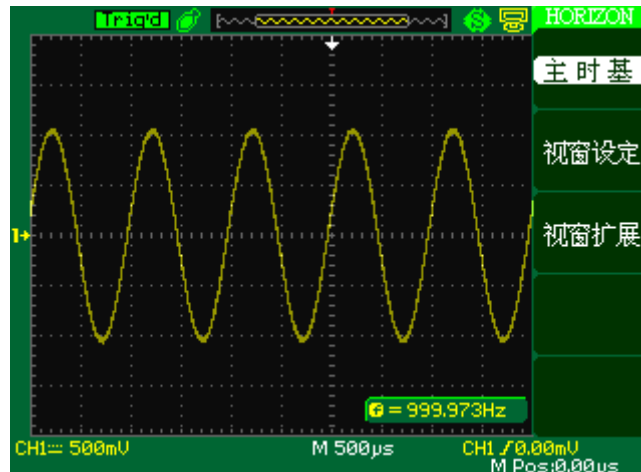 Trig'd S HORIZON
主时基
视窗设定
视窗扩展
1
f = 999.973Hz
CH1 500mV M 500µs CH1 0.00mV
M Pos:0.00µs